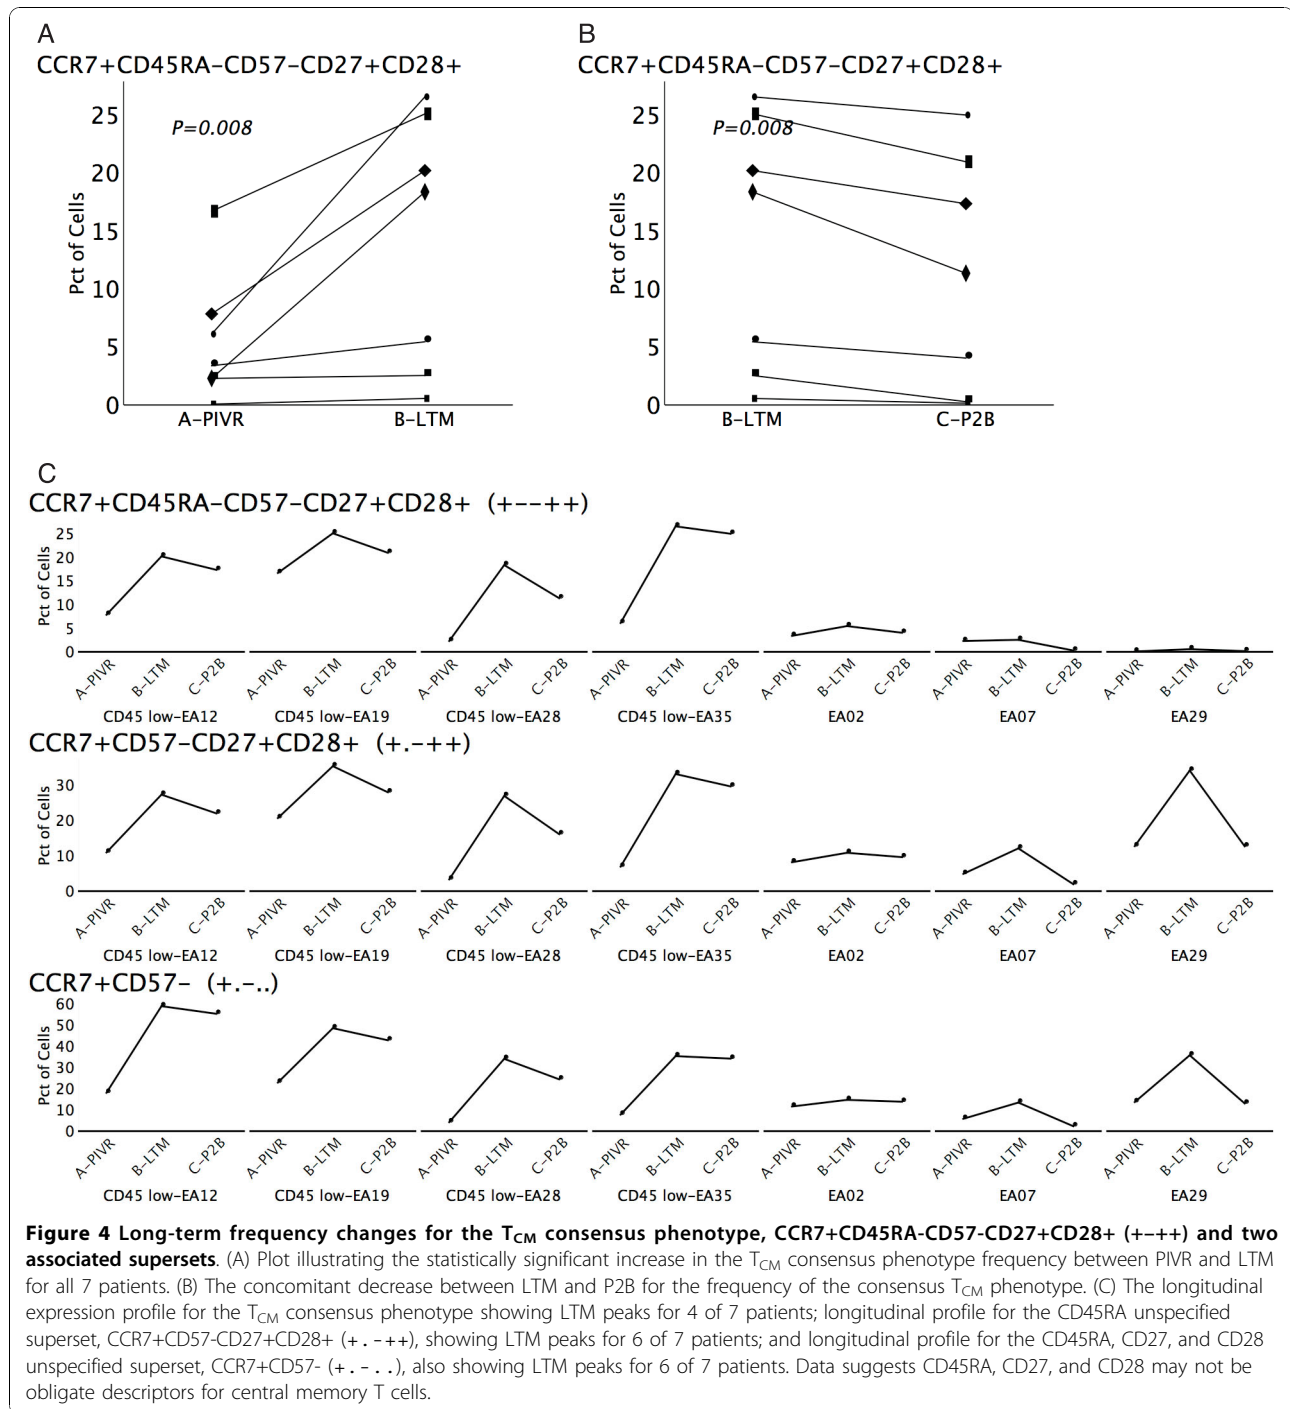 A
CCR7+CD45RA−CD57−CD27+CD28+
P=0.008
Pct of Cells
25
20
15
10
5
0
A−PIVR B−LTM
B
CCR7+CD45RA−CD57−CD27+CD28+
P=0.008
Pct of Cells
25
20
15
10
5
0
B−LTM C−P2B
C
CCR7+CD45RA−CD57−CD27+CD28+ (+−−++)
Pct of Cells
25
20
15
10
5
0
A−PIVR B−LTM C−P2B A−PIVR B−LTM C−P2B A−PIVR B−LTM C−P2B A−PIVR B−LTM C−P2B A−PIVR B−LTM C−P2B A−PIVR B−LTM C−P2B A−PIVR B−LTM C−P2B
CD45 low−EA12 CD45 low−EA19 CD45 low−EA28 CD45 low−EA35 EA02 EA07 EA29
CCR7+CD57−CD27+CD28+ (+.−++)
Pct of Cells
30
20
10
0
A−PIVR B−LTM C−P2B A−PIVR B−LTM C−P2B A−PIVR B−LTM C−P2B A−PIVR B−LTM C−P2B A−PIVR B−LTM C−P2B A−PIVR B−LTM C−P2B A−PIVR B−LTM C−P2B
CD45 low−EA12 CD45 low−EA19 CD45 low−EA28 CD45 low−EA35 EA02 EA07 EA29
CCR7+CD57− (+.−..)
Pct of Cells
60
50
40
30
20
10
0
A−PIVR B−LTM C−P2B A−PIVR B−LTM C−P2B A−PIVR B−LTM C−P2B A−PIVR B−LTM C−P2B A−PIVR B−LTM C−P2B A−PIVR B−LTM C−P2B A−PIVR B−LTM C−P2B
CD45 low−EA12 CD45 low−EA19 CD45 low−EA28 CD45 low−EA35 EA02 EA07 EA29
Figure 4 Long-term frequency changes for the TCM consensus phenotype, CCR7+CD45RA-CD57-CD27+CD28+ (+--++) and two
associated supersets. (A) Plot illustrating the statistically significant increase in the TCM consensus phenotype frequency between PIVR and LTM
for all 7 patients. (B) The concomitant decrease between LTM and P2B for the frequency of the consensus TCM phenotype. (C) The longitudinal
expression profile for the TCM consensus phenotype showing LTM peaks for 4 of 7 patients; longitudinal profile for the CD45RA unspecified
superset, CCR7+CD57-CD27+CD28+ (+.-++), showing LTM peaks for 6 of 7 patients; and longitudinal profile for the CD45RA, CD27, and CD28
unspecified superset, CCR7+CD57- (+.-..), also showing LTM peaks for 6 of 7 patients. Data suggests CD45RA, CD27, and CD28 may not be
obligate descriptors for central memory T cells.